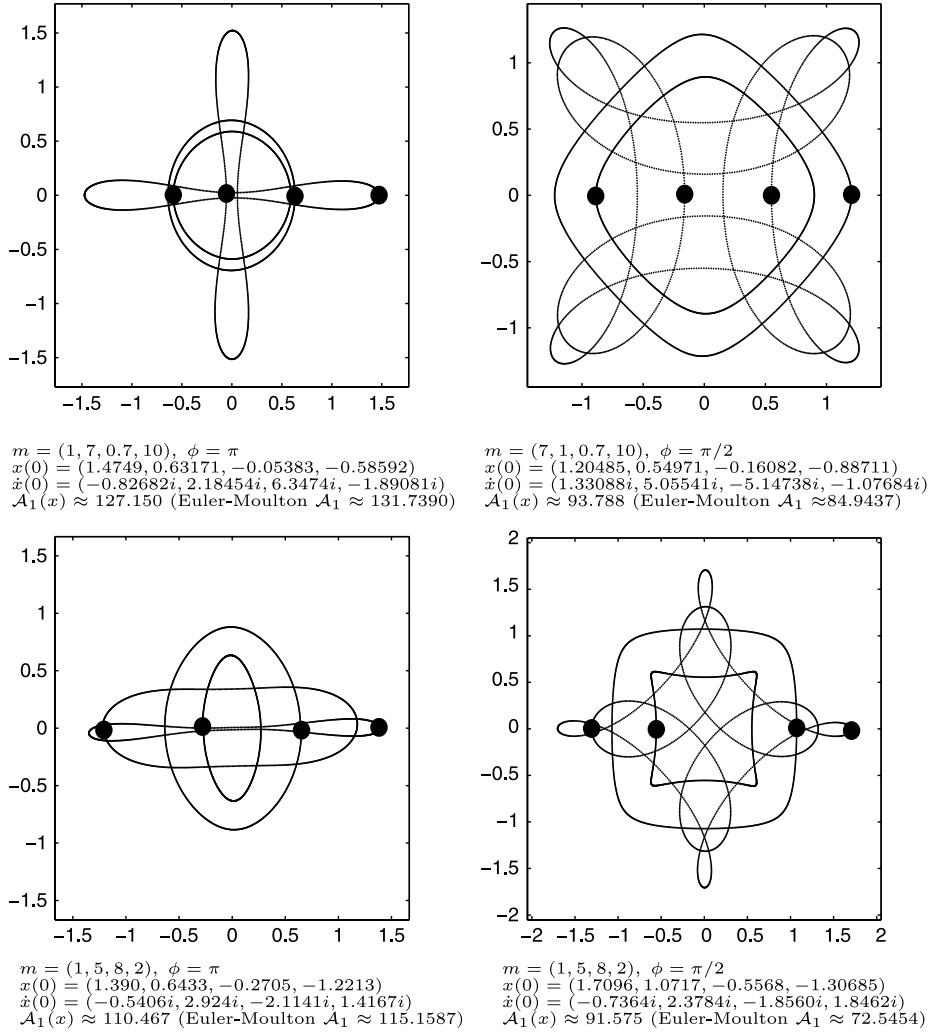 1.5
1
0.5
0
−0.5
−1
−1.5
−1.5 −1 −0.5 0 0.5 1 1.5
m = (1, 7, 0.7, 10), ϕ = π
x(0) = (1.4749, 0.63171, −0.05383, −0.58592)
ẋ(0) = (−0.82682i, 2.18454i, 6.3474i, −1.89081i)
𝒜₁(x) ≈ 127.150 (Euler-Moulton 𝒜₁ ≈ 131.7390)
1
0.5
0
−0.5
−1
−1 −0.5 0 0.5 1
m = (7, 1, 0.7, 10), ϕ = π/2
x(0) = (1.20485, 0.54971, −0.16082, −0.88711)
ẋ(0) = (1.33088i, 5.05541i, −5.14738i, −1.07684i)
𝒜₁(x) ≈ 93.788 (Euler-Moulton 𝒜₁ ≈84.9437)
1.5
1
0.5
0
−0.5
−1
−1.5
−1.5 −1 −0.5 0 0.5 1 1.5
m = (1, 5, 8, 2), ϕ = π
x(0) = (1.390, 0.6433, −0.2705, −1.2213)
ẋ(0) = (−0.5406i, 2.924i, −2.1141i, 1.4167i)
𝒜₁(x) ≈ 110.467 (Euler-Moulton 𝒜₁ ≈ 115.1587)
2
1.5
1
0.5
0
−0.5
−1
−1.5
−2
−2 −1.5 −1 −0.5 0 0.5 1 1.5 2
m = (1, 5, 8, 2), ϕ = π/2
x(0) = (1.7096, 1.0717, −0.5568, −1.30685)
ẋ(0) = (−0.7364i, 2.3784i, −1.8560i, 1.8462i)
𝒜₁(x) ≈ 91.575 (Euler-Moulton 𝒜₁ ≈ 72.5454)